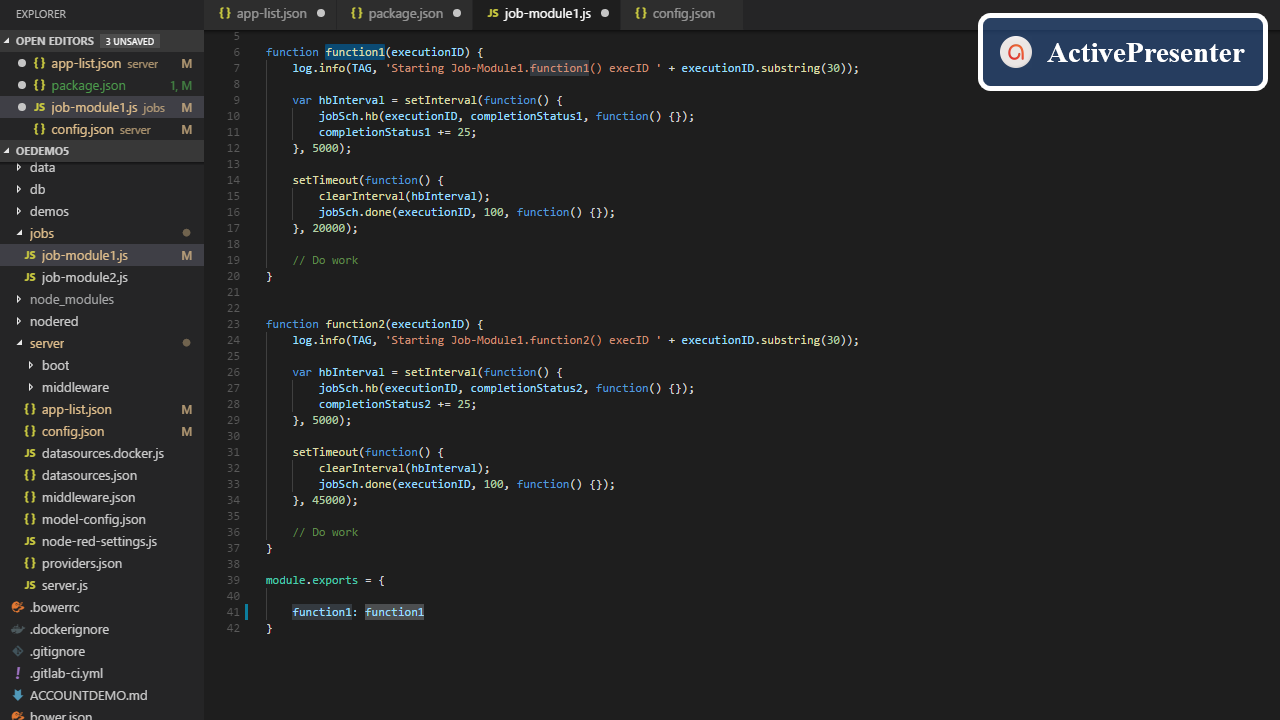 EXPLORER
OPEN EDITORS 3 UNSAVED
{} app-list.json server M
{} package.json 1, M
JS job-module1.js jobs M
{} config.json server M
OEDEMO5
data
db
demos
jobs
JS job-module1.js M
JS job-module2.js
node_modules
nodered
server
boot
middleware
{} app-list.json M
{} config.json M
JS datasources.docker.js
{} datasources.json
{} middleware.json
{} model-config.json
JS node-red-settings.js
{} providers.json
JS server.js
.bowerrc
.dockerignore
.gitignore
! .gitlab-ci.yml
ACCOUNTDEMO.md
bower.json
{} app-list.json {} package.json JS job-module1.js {} config.json
ActivePresenter
5
6 function function1(executionID) {
7 log.info(TAG, 'Starting Job-Module1.function1() execID ' + executionID.substring(30));
8
9 var hbInterval = setInterval(function() {
10 jobSch.hb(executionID, completionStatus1, function() {});
11 completionStatus1 += 25;
12 }, 5000);
13
14 setTimeout(function() {
15 clearInterval(hbInterval);
16 jobSch.done(executionID, 100, function() {});
17 }, 20000);
18
19 // Do work
20 }
21
22
23 function function2(executionID) {
24 log.info(TAG, 'Starting Job-Module1.function2() execID ' + executionID.substring(30));
25
26 var hbInterval = setInterval(function() {
27 jobSch.hb(executionID, completionStatus2, function() {});
28 completionStatus2 += 25;
29 }, 5000);
30
31 setTimeout(function() {
32 clearInterval(hbInterval);
33 jobSch.done(executionID, 100, function() {});
34 }, 45000);
35
36 // Do work
37 }
38
39 module.exports = {
40
41 function1: function1
42 }